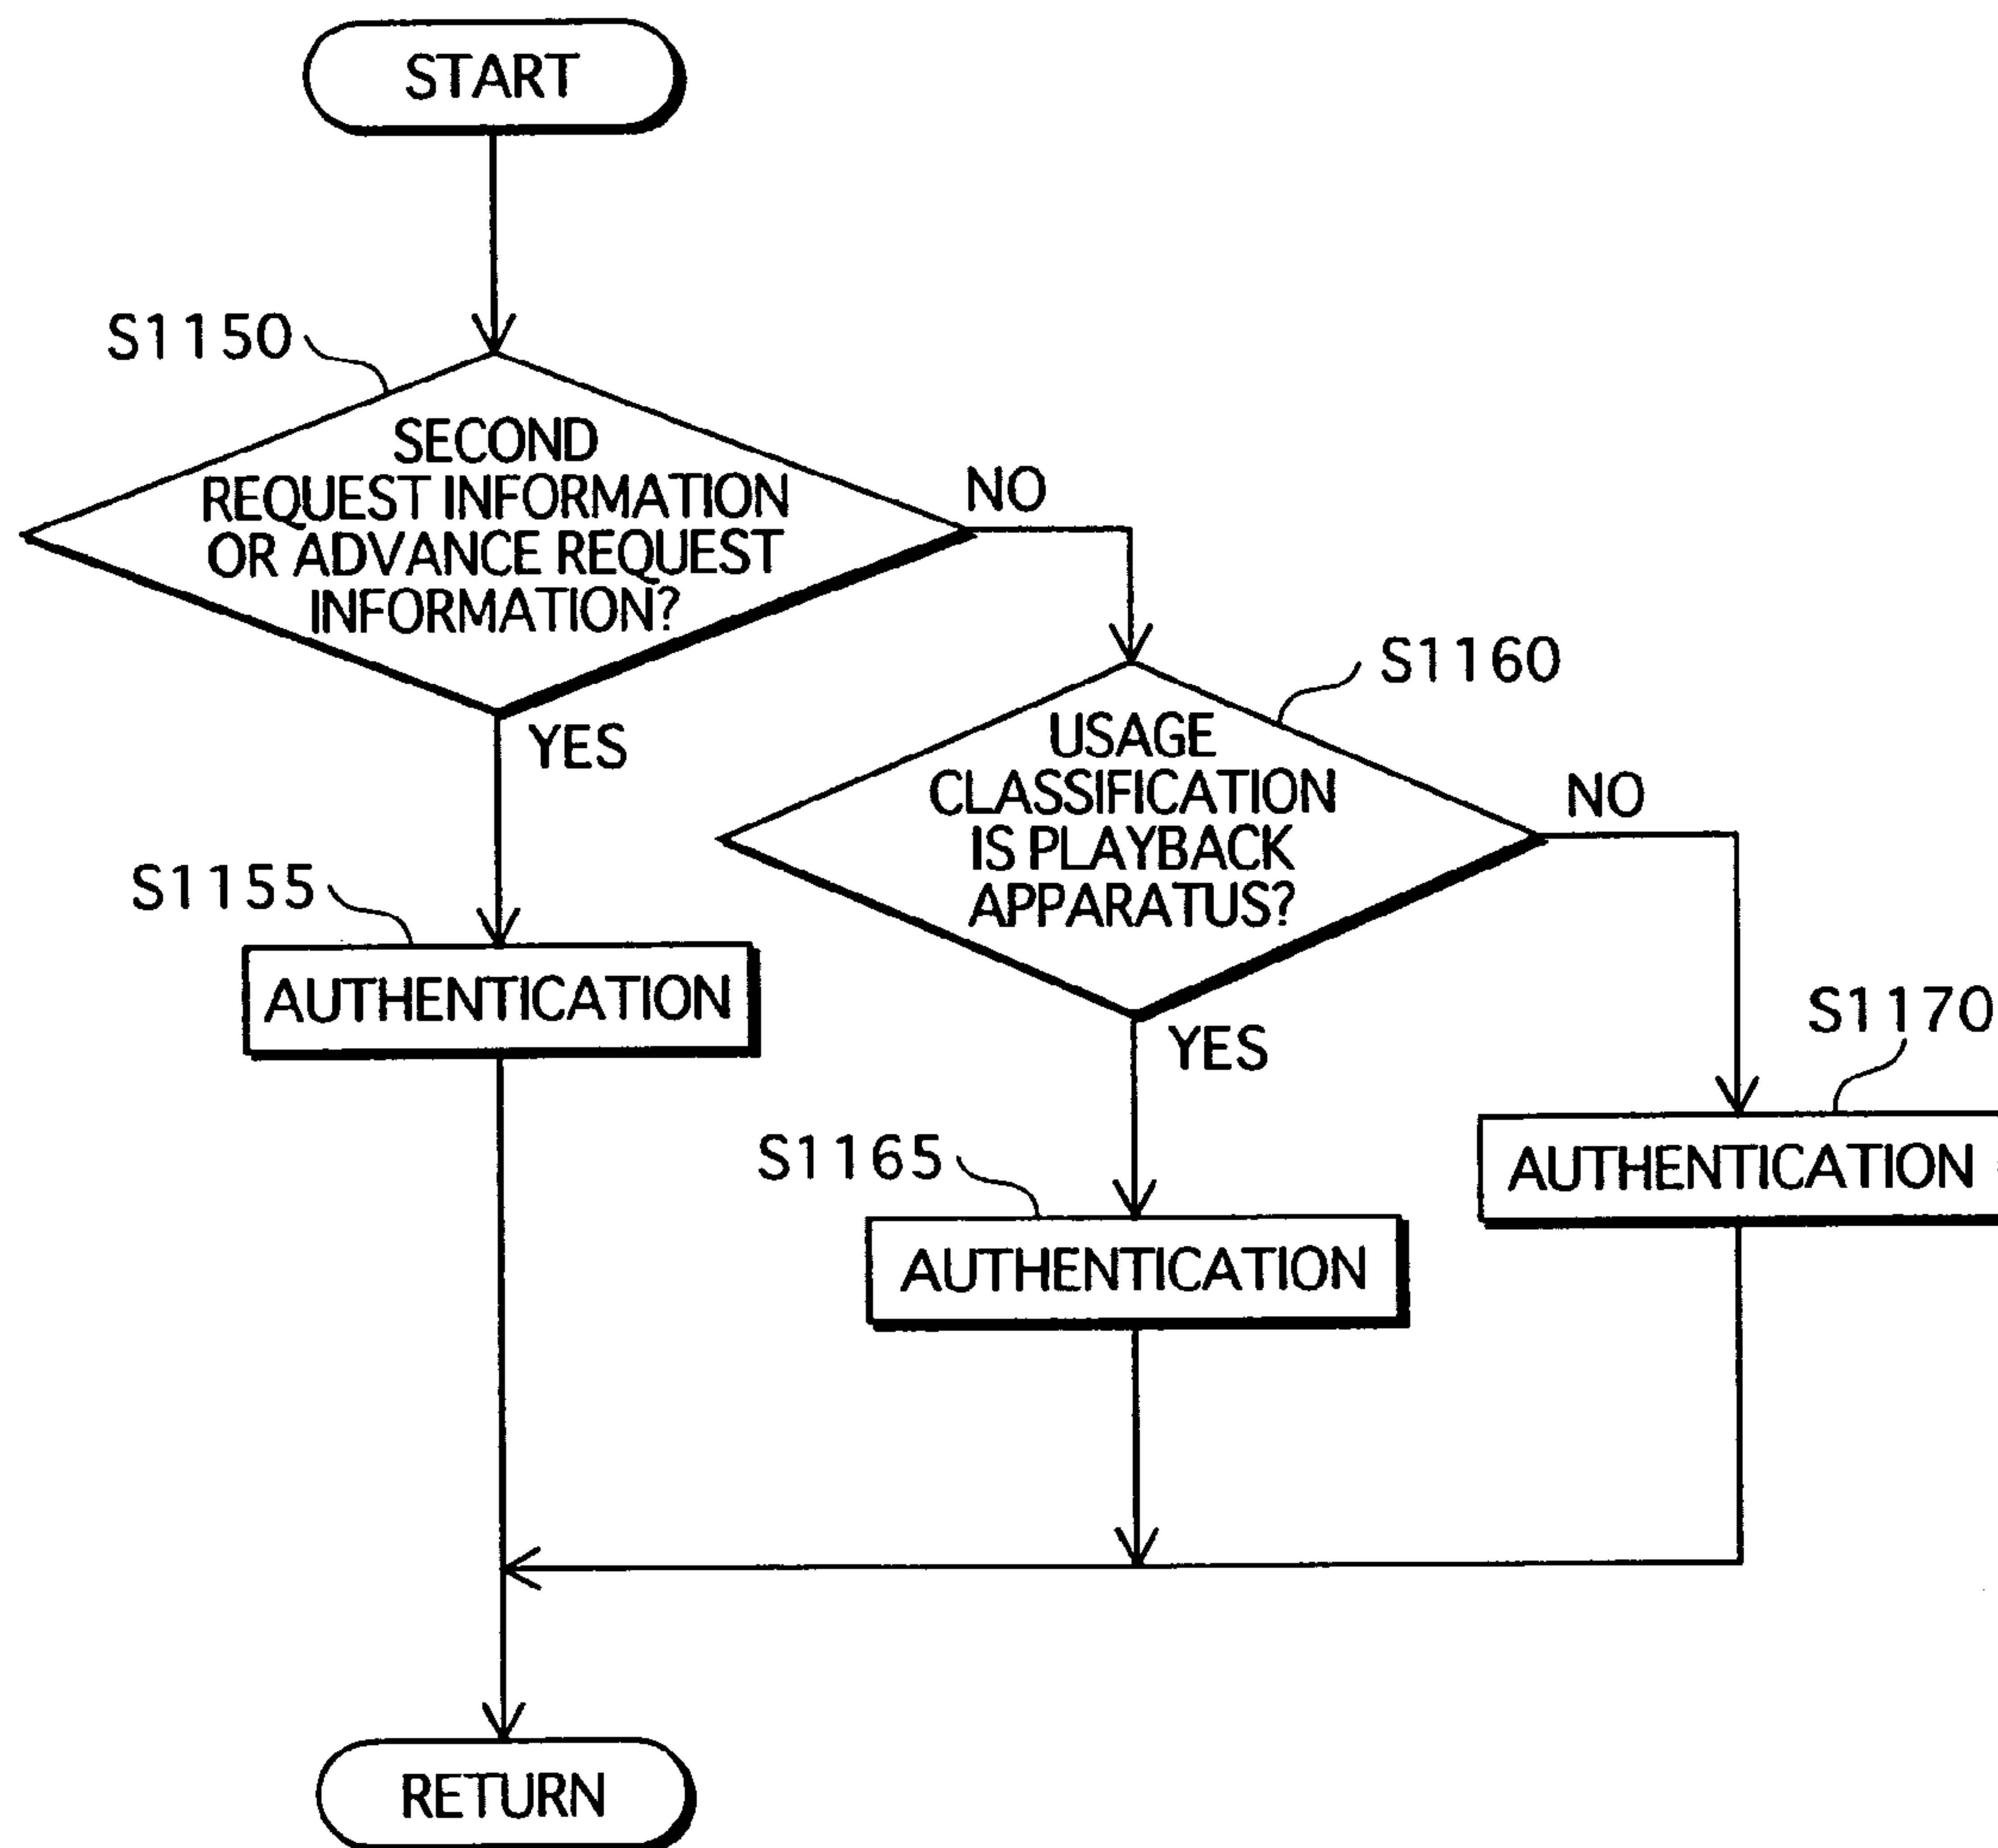 START
S1150
SECOND
REQUEST INFORMATION
OR ADVANCE REQUEST
INFORMATION?
NO
YES
S1160
USAGE
CLASSIFICATION
IS PLAYBACK
APPARATUS?
NO
YES
S1155
AUTHENTICATION
S1165
AUTHENTICATION
S1170
AUTHENTICATION
RETURN